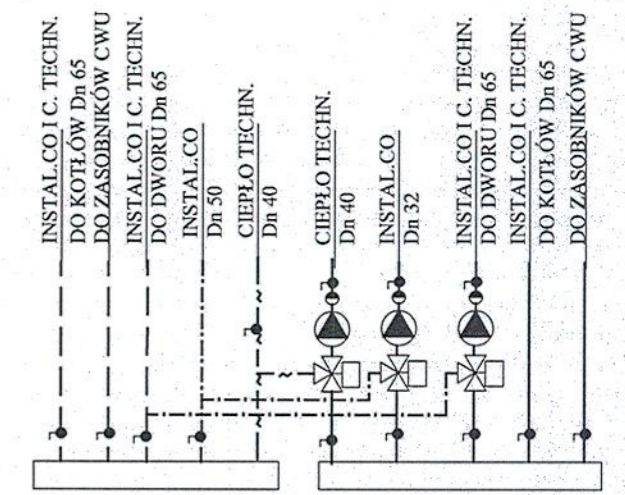 INSTAL.CO I C. TECHN.
DO KOTŁÓW Dn 65
DO ZASOBNIKÓW CWU
INSTAL.CO I C. TECHN.
DO DWORU Dn 65
INSTAL.CO
Dn 50
CIEPŁO TECHN.
Dn 40
CIEPŁO TECHN.
Dn 40
INSTAL.CO
Dn 32
INSTAL.CO I C. TECHN.
DO DWORU Dn 65
INSTAL.CO I C. TECHN.
DO KOTŁÓW Dn 65
DO ZASOBNIKÓW CWU